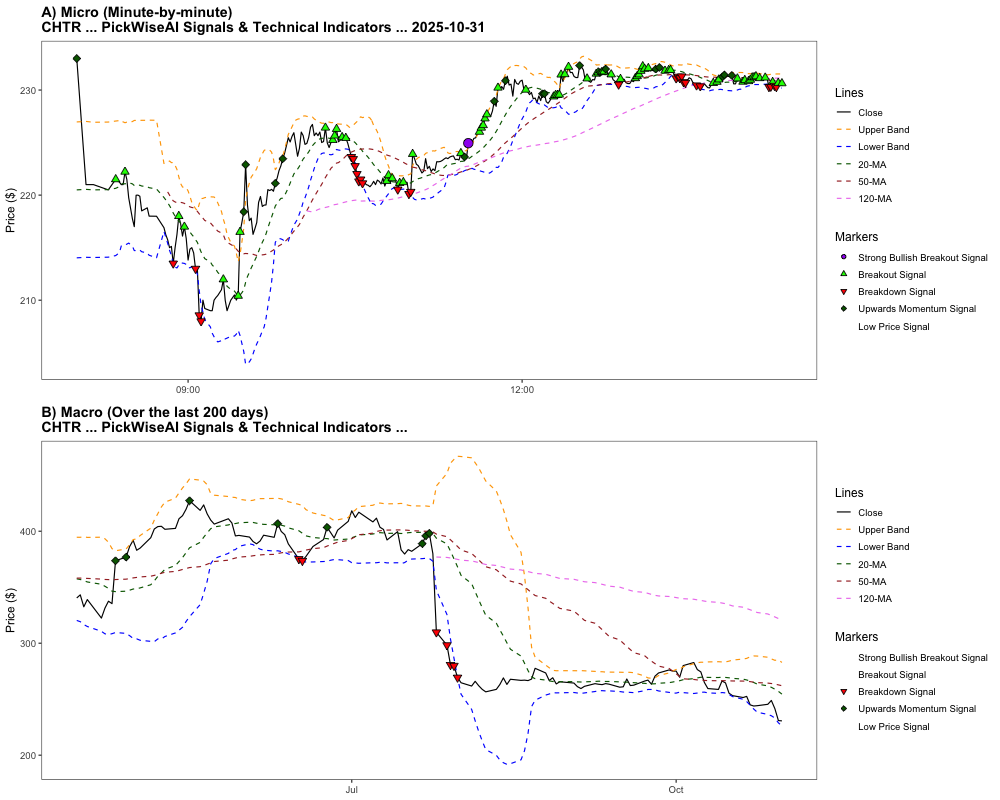 A) Micro (Minute-by-minute)
CHTR ... PickWiseAI Signals & Technical Indicators ... 2025-10-31
Price ($)
230
220
210
09:00
12:00
Lines
Close
Upper Band
Lower Band
20-MA
50-MA
120-MA
Markers
Strong Bullish Breakout Signal
Breakout Signal
Breakdown Signal
Upwards Momentum Signal
Low Price Signal
B) Macro (Over the last 200 days)
CHTR ... PickWiseAI Signals & Technical Indicators ...
Price ($)
400
300
200
Jul
Oct
Lines
Close
Upper Band
Lower Band
20-MA
50-MA
120-MA
Markers
Strong Bullish Breakout Signal
Breakout Signal
Breakdown Signal
Upwards Momentum Signal
Low Price Signal